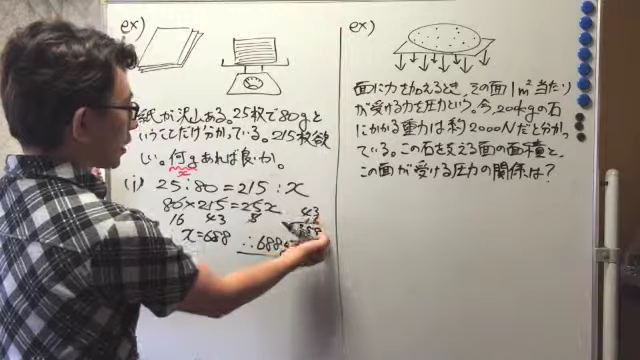 ex)
紙が沢山ある。25枚で80gと
いうことだけ分かっている。215枚欲
しい。何gあれば良いか。
(i) 25:80=215:x
80×215=25x
16 43 5
x=688 ∴688
43
ex)
面に力を加えるとき、その面1m²当たり
が受ける力を圧力という。今、204kgの石
にかかる重力は約2000Nだと分かっ
ている。この石を支える面の面積と、
この面が受ける圧力の関係は?